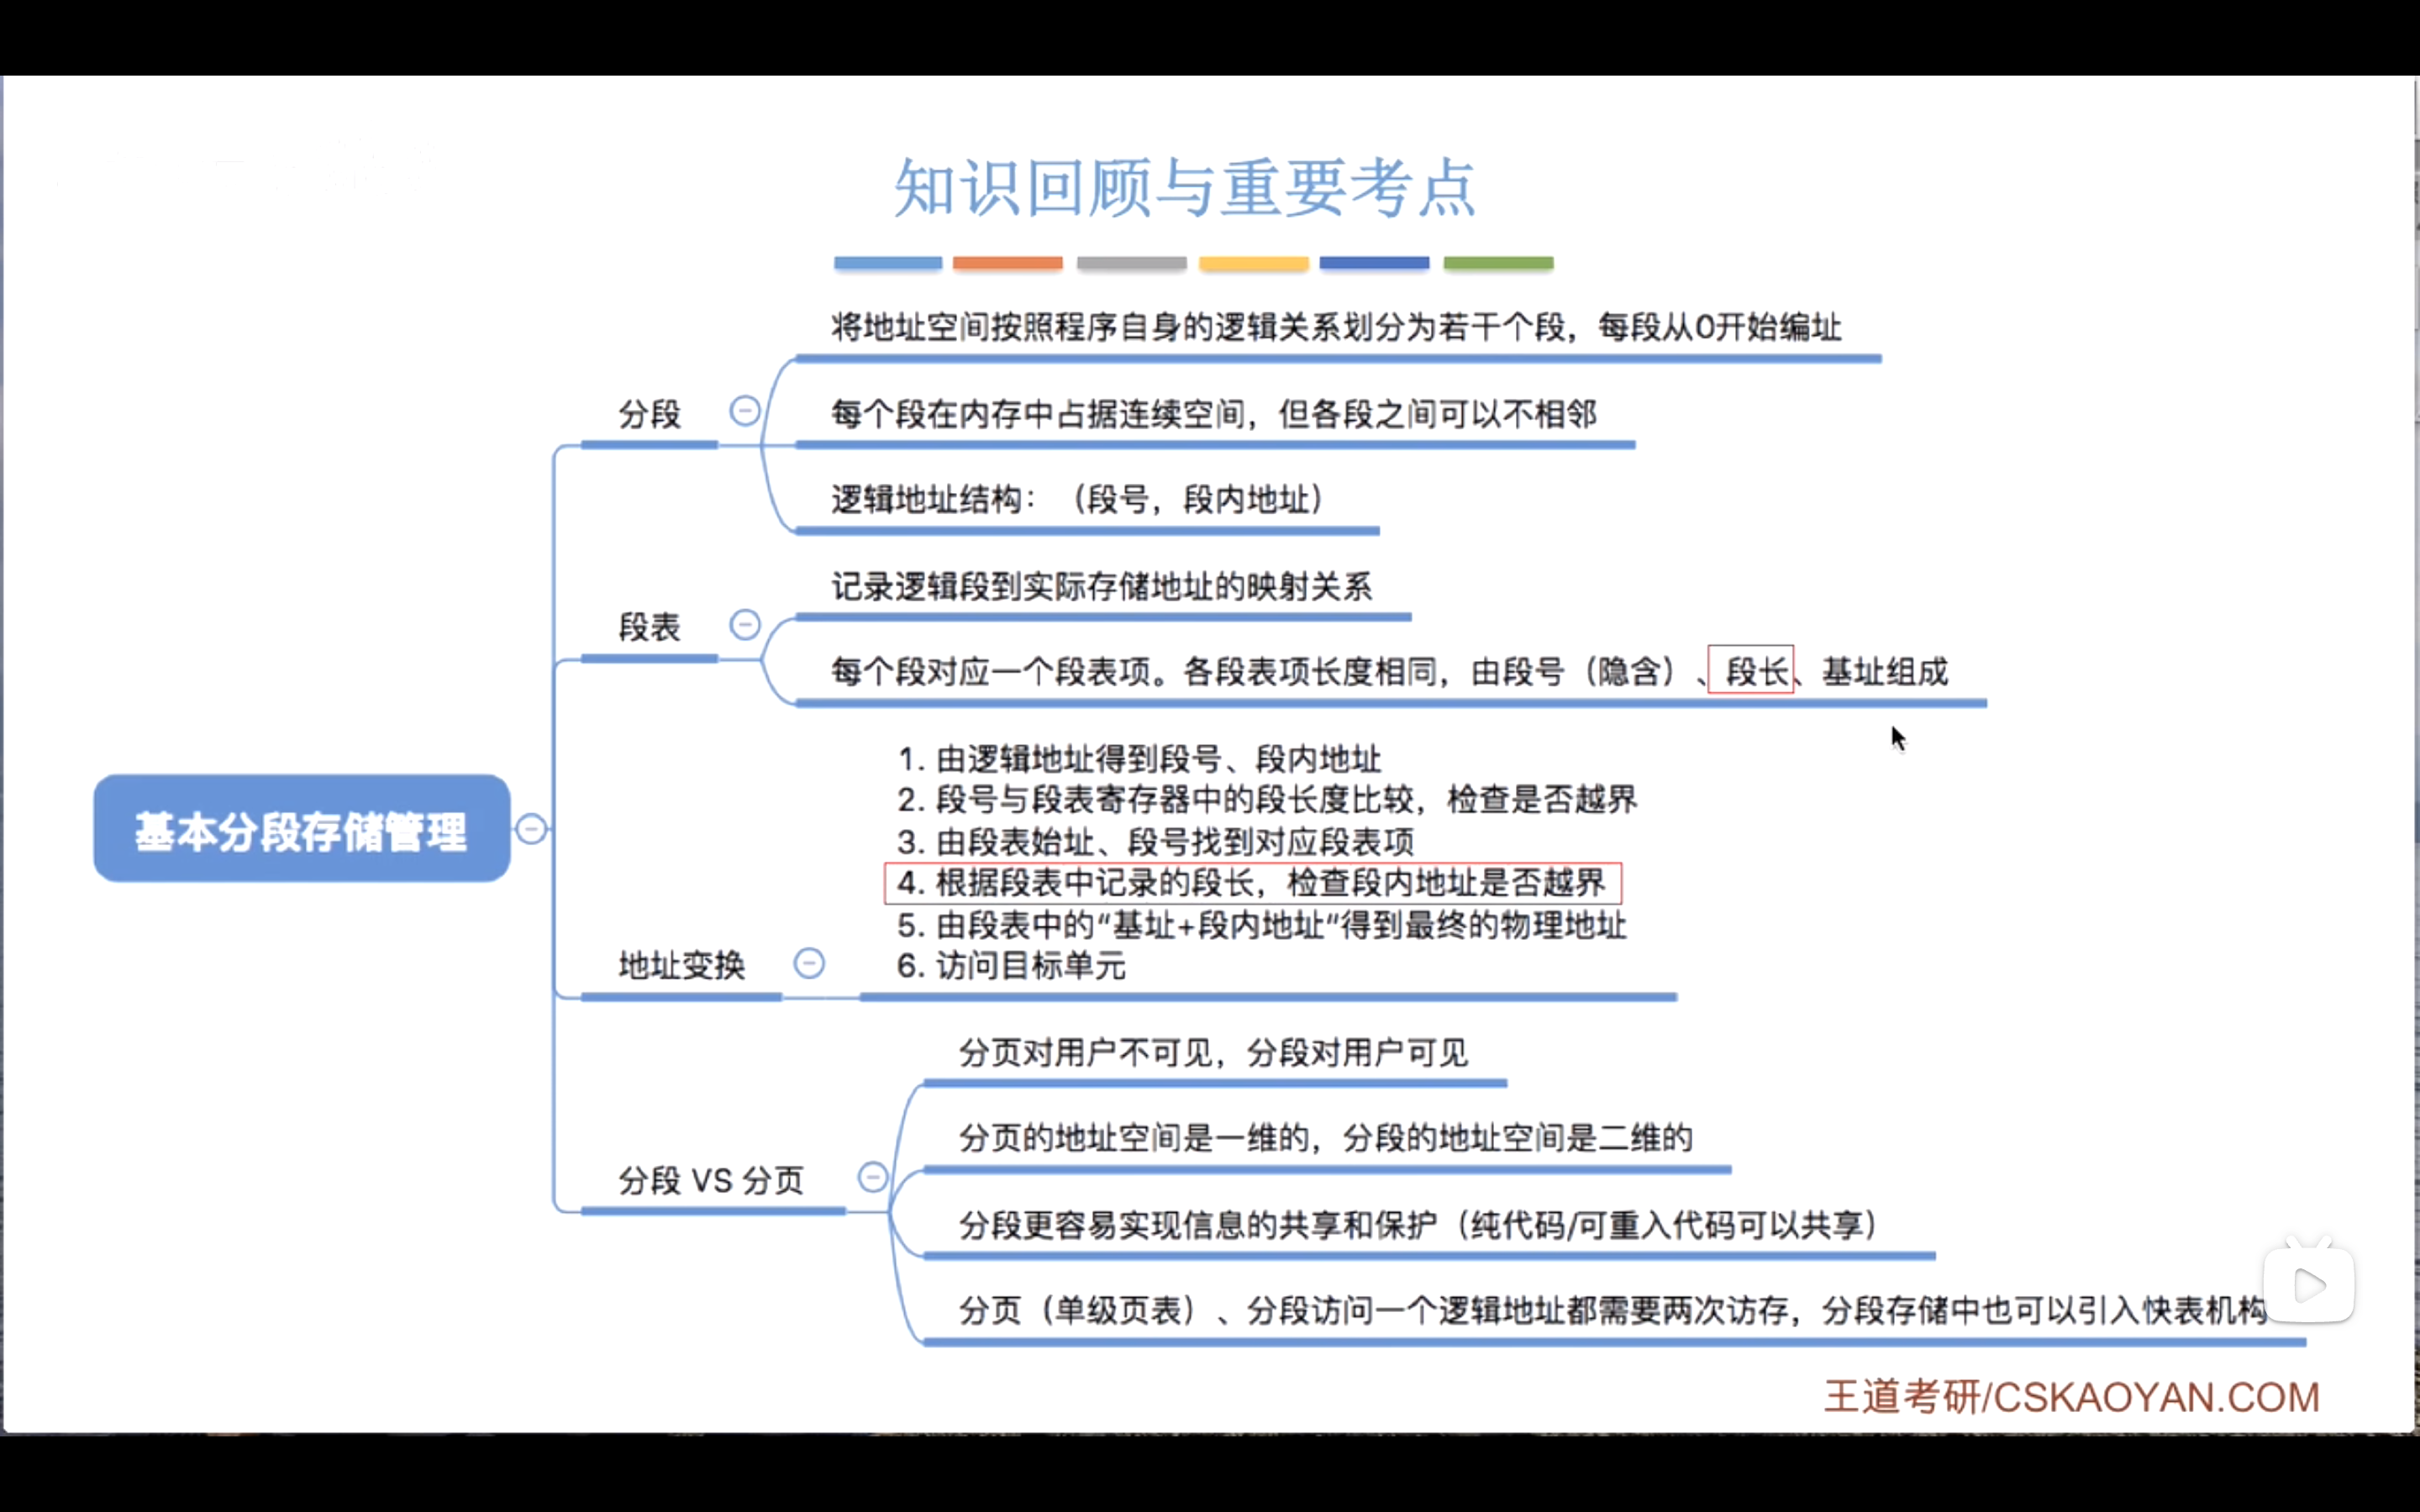 知识回顾与重要考点
将地址空间按照程序自身的逻辑关系划分为若干个段，每段从0开始编址
分段
每个段在内存中占据连续空间，但各段之间可以不相邻
逻辑地址结构：（段号，段内地址）
记录逻辑段到实际存储地址的映射关系
段表
每个段对应一个段表项。各段表项长度相同，由段号（隐含）、段长、基址组成
1. 由逻辑地址得到段号、段内地址
2. 段号与段表寄存器中的段长度比较，检查是否越界
3. 由段表始址、段号找到对应段表项
4. 根据段表中记录的段长，检查段内地址是否越界
5. 由段表中的“基址+段内地址“得到最终的物理地址
6. 访问目标单元
基本分段存储管理
地址变换
分页对用户不可见，分段对用户可见
分页的地址空间是一维的，分段的地址空间是二维的
分段 VS 分页
分段更容易实现信息的共享和保护（纯代码/可重入代码可以共享）
分页（单级页表）、分段访问一个逻辑地址都需要两次访存，分段存储中也可以引入快表机构
王道考研/CSKAOYAN.COM